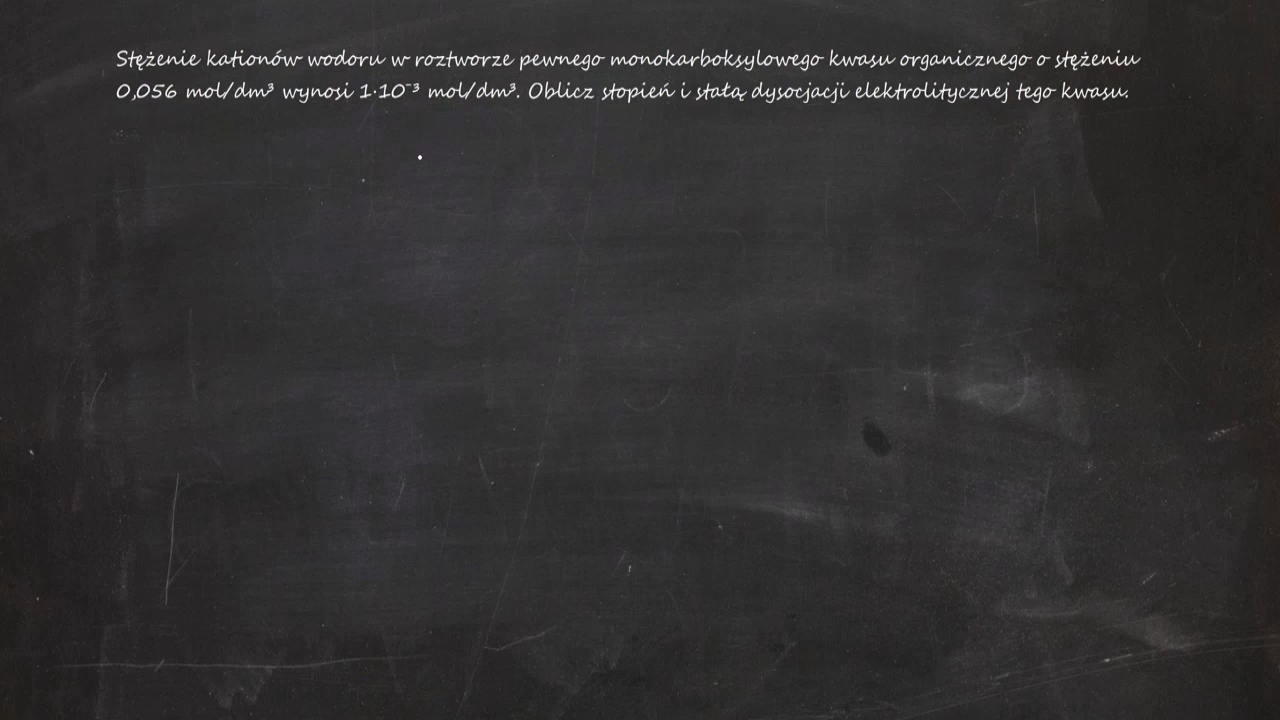 Stężenie kationów wodoru w roztworze pewnego monokarboksylowego kwasu organicznego o stężeniu
0,056 mol/dm³ wynosi 1·10⁻³ mol/dm³. Oblicz stopień i stałą dysocjacji elektrolitycznej tego kwasu.